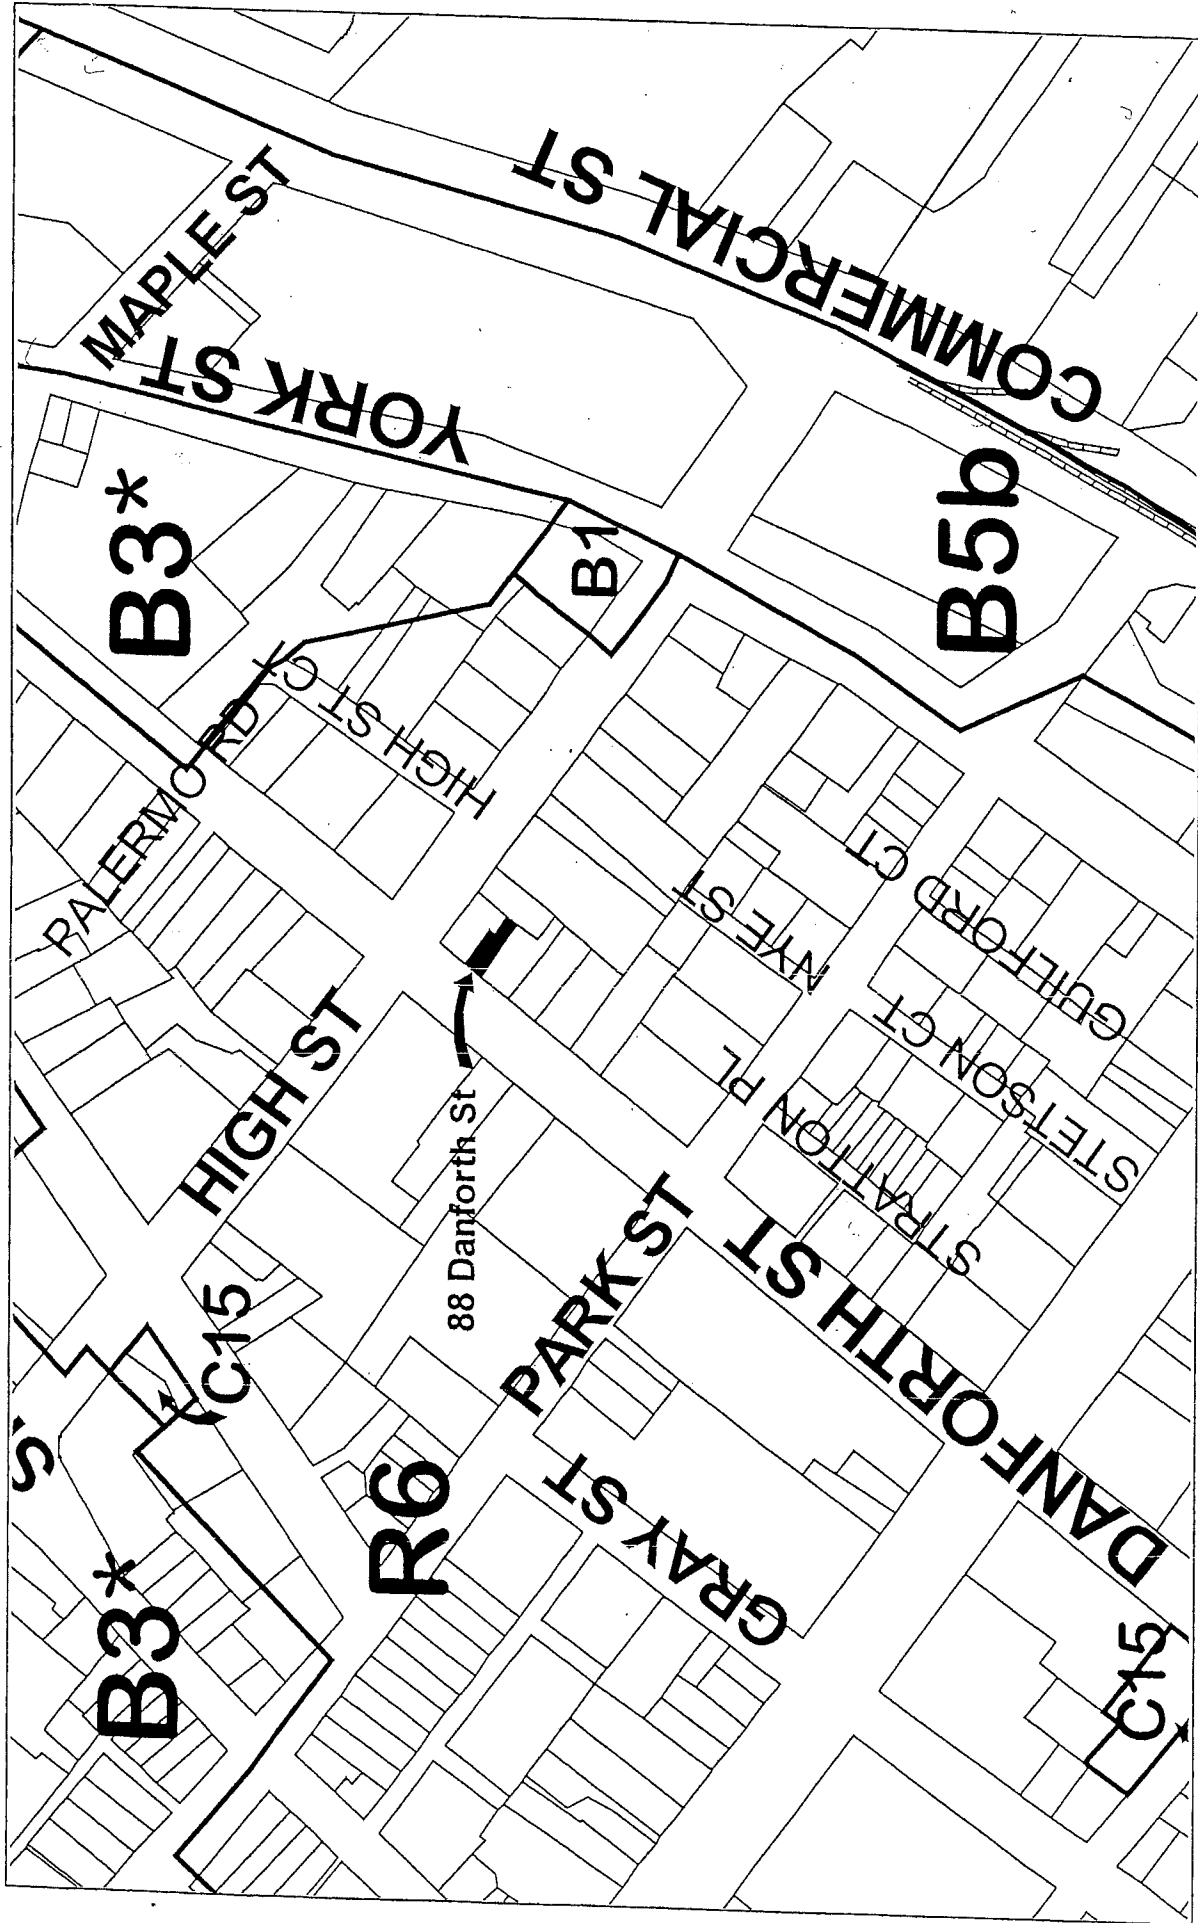 MAPLE ST
YORK ST
COMMERCIAL ST
B3*
B1
B5b
PALERMO RD
HIGH ST CT
HIGH ST
88 Danforth St
NYE ST
GUILFORD CT
STETSON CT
STRATTON PL
PARK ST
DANFORTH ST
GRAY ST
C15
R6
S
B3*
C15